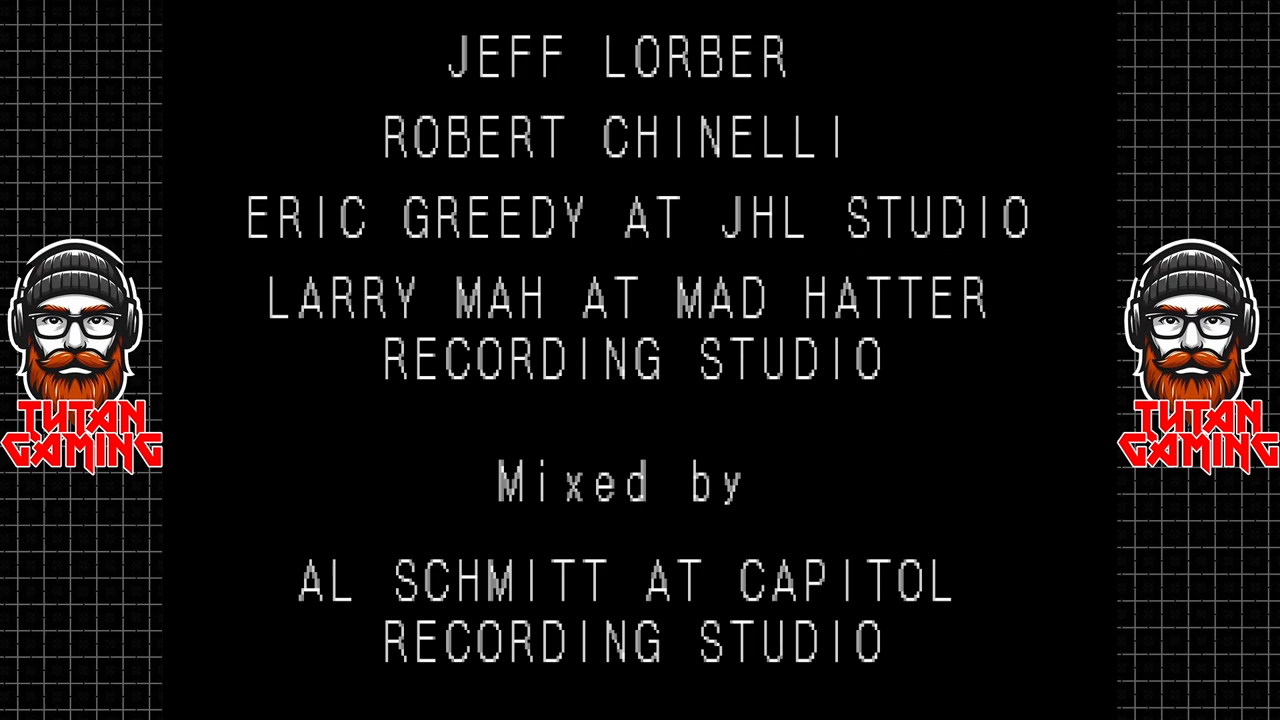 JEFF LORBER
ROBERT CHINELLI
ERIC GREEDY AT JHL STUDIO
LARRY MAH AT MAD HATTER
RECORDING STUDIO
Mixed by
AL SCHMITT AT CAPITOL
RECORDING STUDIO
TUTAN
GAMING
TUTAN
GAMING